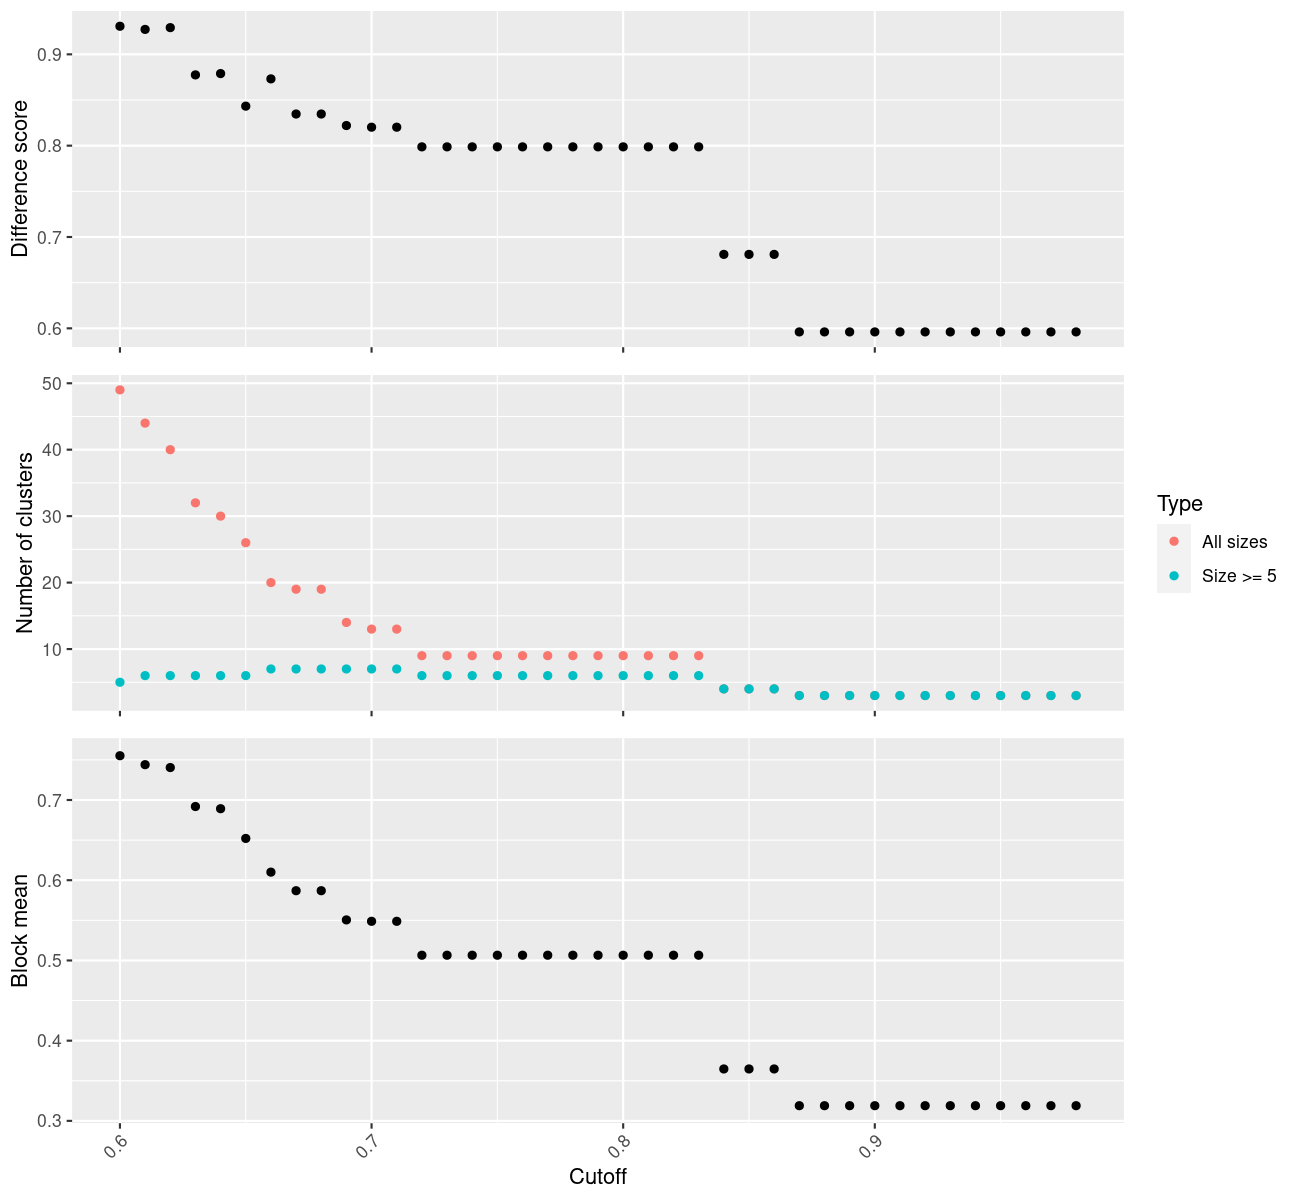 Difference score
0.9
0.8
0.7
0.6
Number of clusters
50
40
30
20
10
Type
All sizes
Size >= 5
Block mean
0.7
0.6
0.5
0.4
0.3
0.6 0.7 0.8 0.9
Cutoff